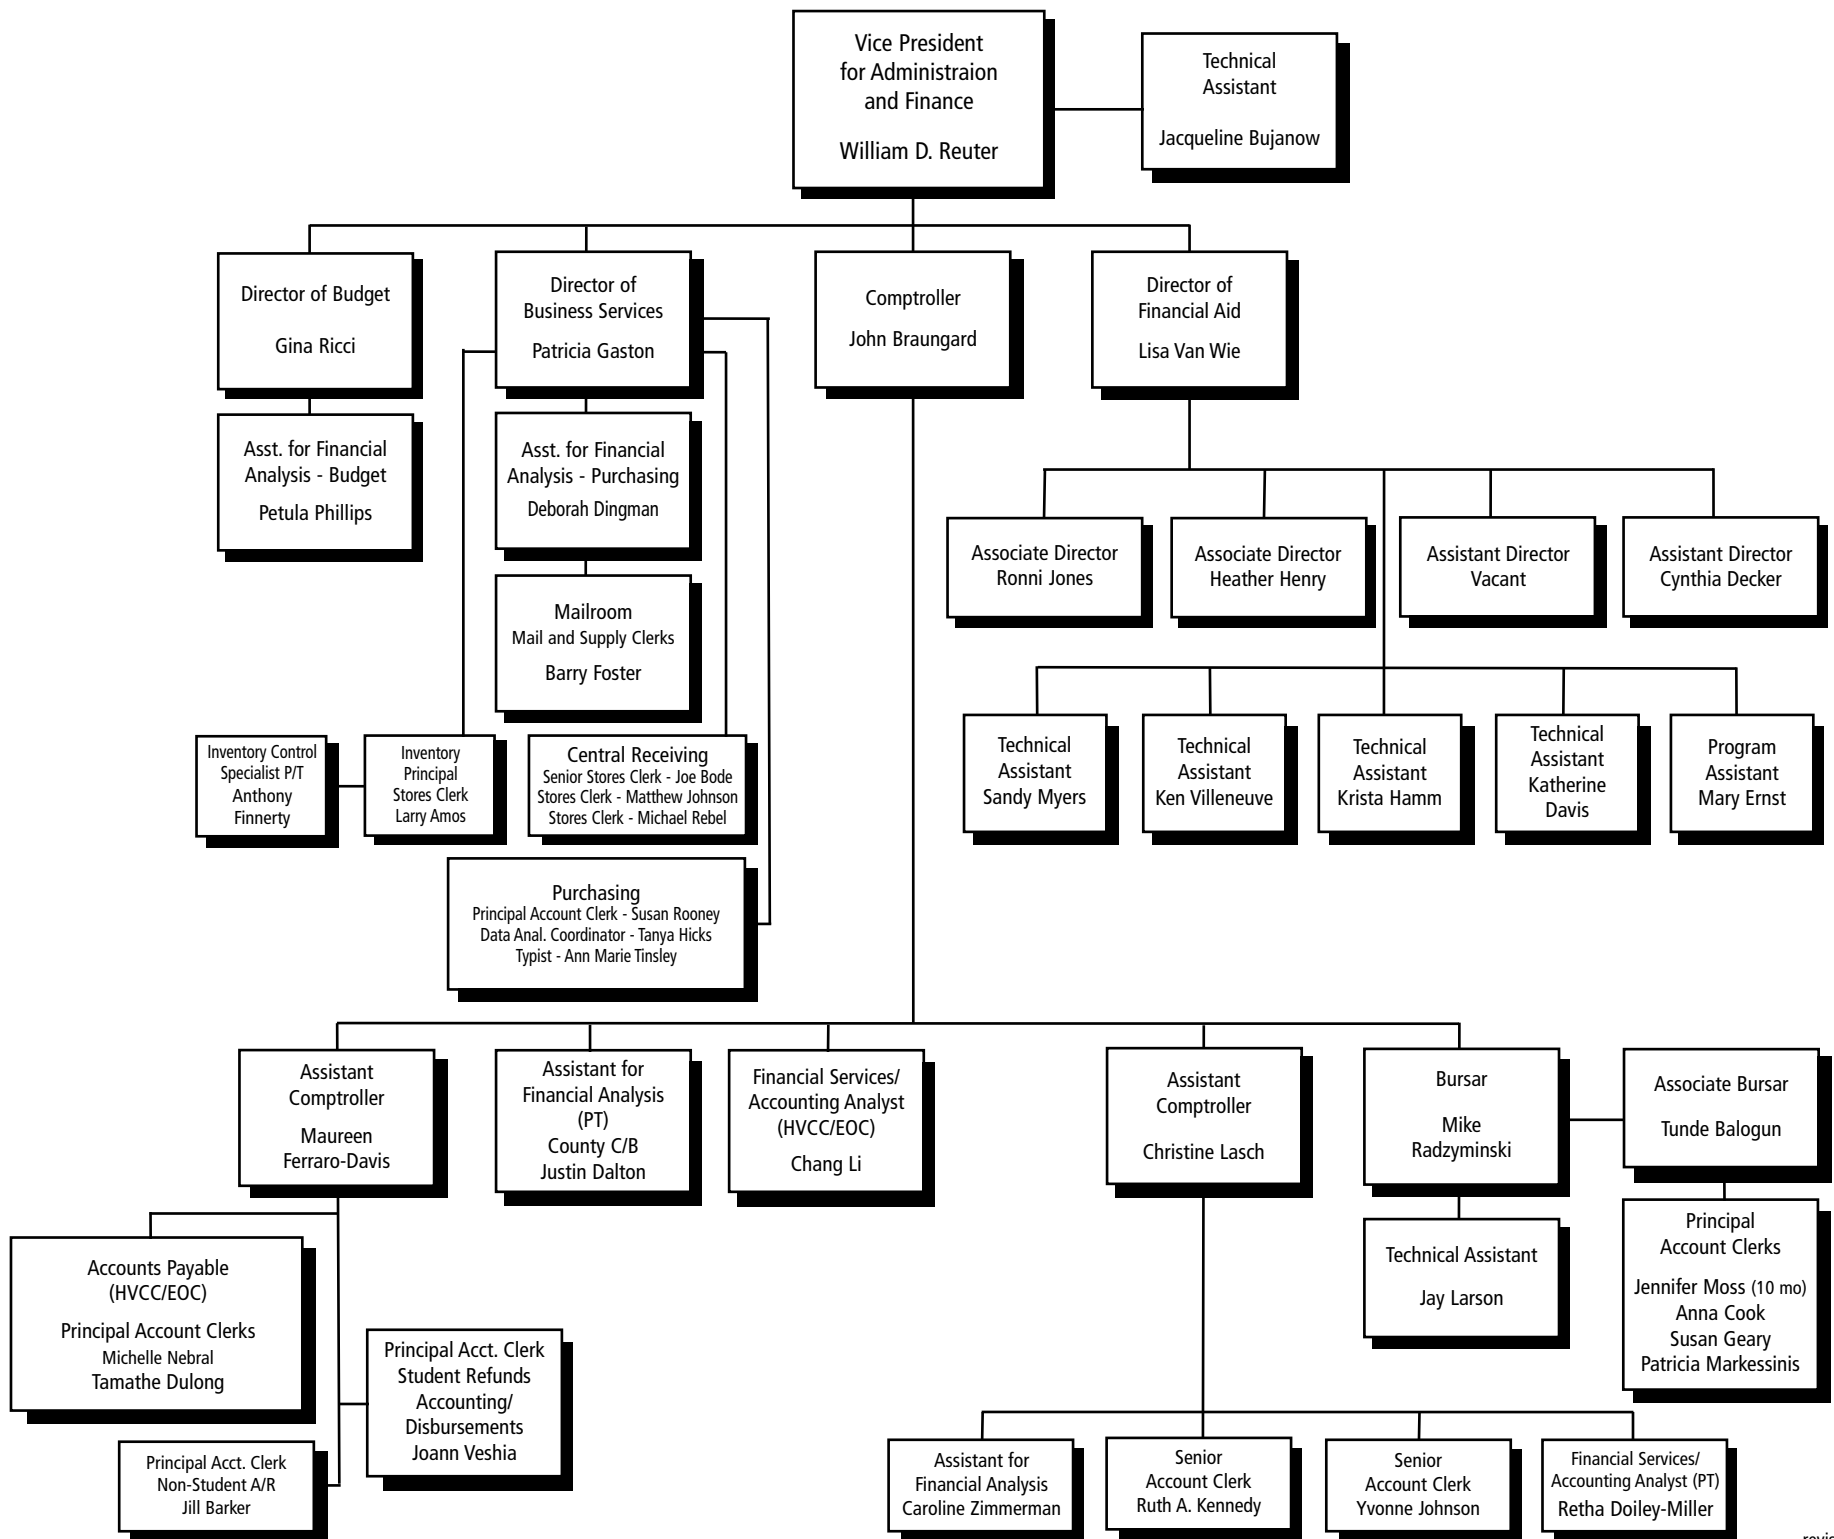 Vice President
for Administraion
and Finance
William D. Reuter
Technical
Assistant
Jacqueline Bujanow
Director of Budget
Gina Ricci
Director of
Business Services
Patricia Gaston
Comptroller
John Braungard
Director of
Financial Aid
Lisa Van Wie
Asst. for Financial
Analysis - Budget
Petula Phillips
Asst. for Financial
Analysis - Purchasing
Deborah Dingman
Associate Director
Ronni Jones
Associate Director
Heather Henry
Assistant Director
Vacant
Assistant Director
Cynthia Decker
Mailroom
Mail and Supply Clerks
Barry Foster
Technical
Assistant
Sandy Myers
Technical
Assistant
Ken Villeneuve
Technical
Assistant
Krista Hamm
Technical
Assistant
Katherine
Davis
Program
Assistant
Mary Ernst
Inventory Control
Specialist P/T
Anthony
Finnerty
Inventory
Principal
Stores Clerk
Larry Amos
Central Receiving
Senior Stores Clerk - Joe Bode
Stores Clerk - Matthew Johnson
Stores Clerk - Michael Rebel
Purchasing
Principal Account Clerk - Susan Rooney
Data Anal. Coordinator - Tanya Hicks
Typist - Ann Marie Tinsley
Assistant
Comptroller
Maureen
Ferraro-Davis
Assistant for
Financial Analysis
(PT)
County C/B
Justin Dalton
Financial Services/
Accounting Analyst
(HVCC/EOC)
Chang Li
Assistant
Comptroller
Christine Lasch
Bursar
Mike
Radzyminski
Associate Bursar
Tunde Balogun
Accounts Payable
(HVCC/EOC)
Principal Account Clerks
Michelle Nebral
Tamathe Dulong
Technical Assistant
Jay Larson
Principal
Account Clerks
Jennifer Moss (10 mo)
Anna Cook
Susan Geary
Patricia Markessinis
Principal Acct. Clerk
Student Refunds
Accounting/
Disbursements
Joann Veshia
Principal Acct. Clerk
Non-Student A/R
Jill Barker
Assistant for
Financial Analysis
Caroline Zimmerman
Senior
Account Clerk
Ruth A. Kennedy
Senior
Account Clerk
Yvonne Johnson
Financial Services/
Accounting Analyst (PT)
Retha Doiley-Miller